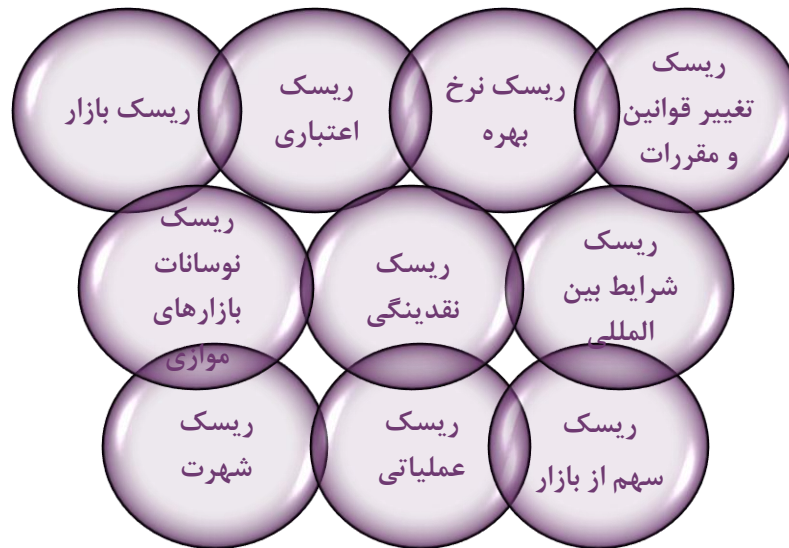 ریسک
تغییر قوانین
و مقررات
ریسک نرخ
بهره
ریسک
اعتباری
ریسک بازار
ریسک
شرایط بین
المللی
ریسک
نقدینگی
ریسک
نوسانات
بازارهای
موازی
ریسک
سهم از بازار
ریسک
عملیاتی
ریسک
شهرت